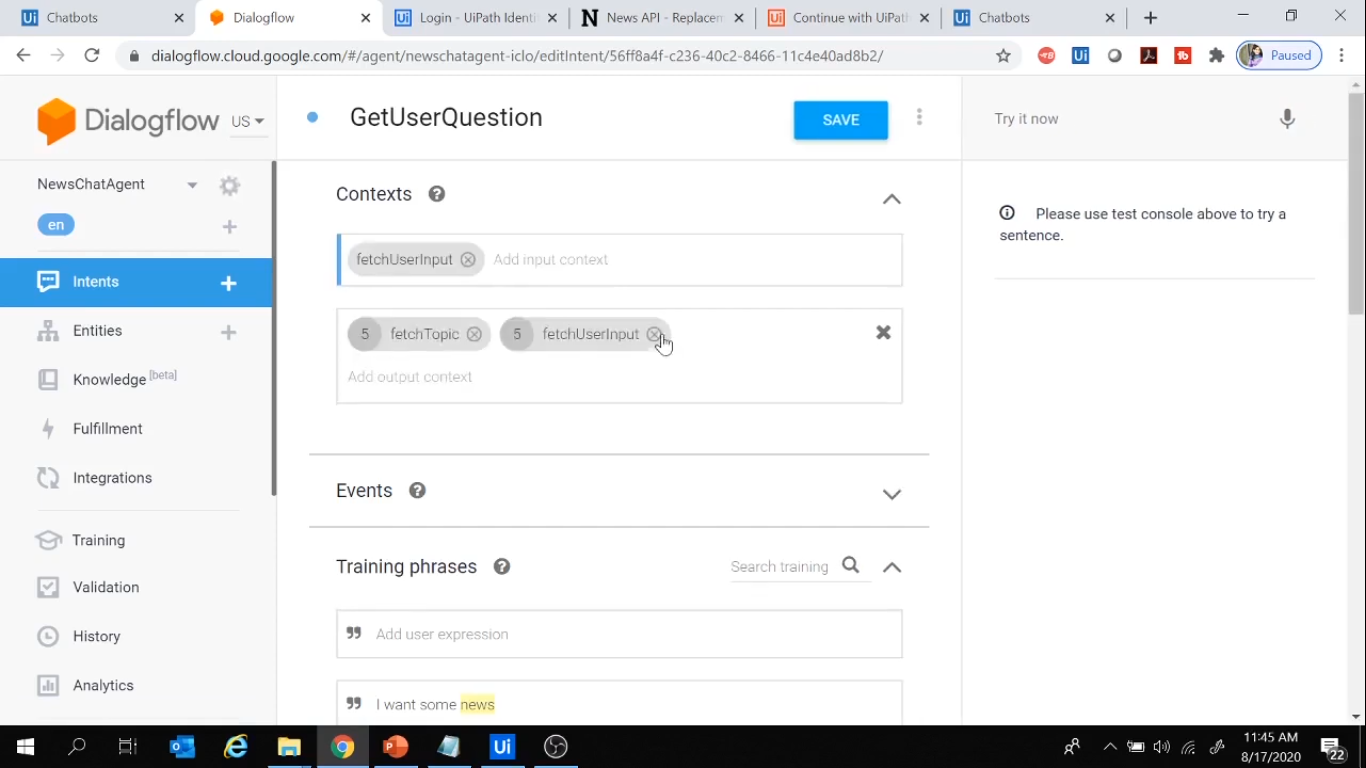 Chatbots
Dialogflow
Login - UiPath Identi
News API - Replacem
Continue with UiPath
Chatbots
dialogflow.cloud.google.com/#/agent/newschatagent-iclo/editIntent/56ff8a4f-c236-40c2-8466-11c4e40ad8b2/
Paused
Dialogflow
US
GetUserQuestion
SAVE
Try it now
NewsChatAgent
en
Intents
Entities
Knowledge [beta]
Fulfillment
Integrations
Training
Validation
History
Analytics
Contexts
fetchUserInput
Add input context
5 fetchTopic
5 fetchUserInput
Add output context
Events
Training phrases
Search training
Add user expression
I want some news
Please use test console above to try a
sentence.
11:45 AM
8/17/2020
22